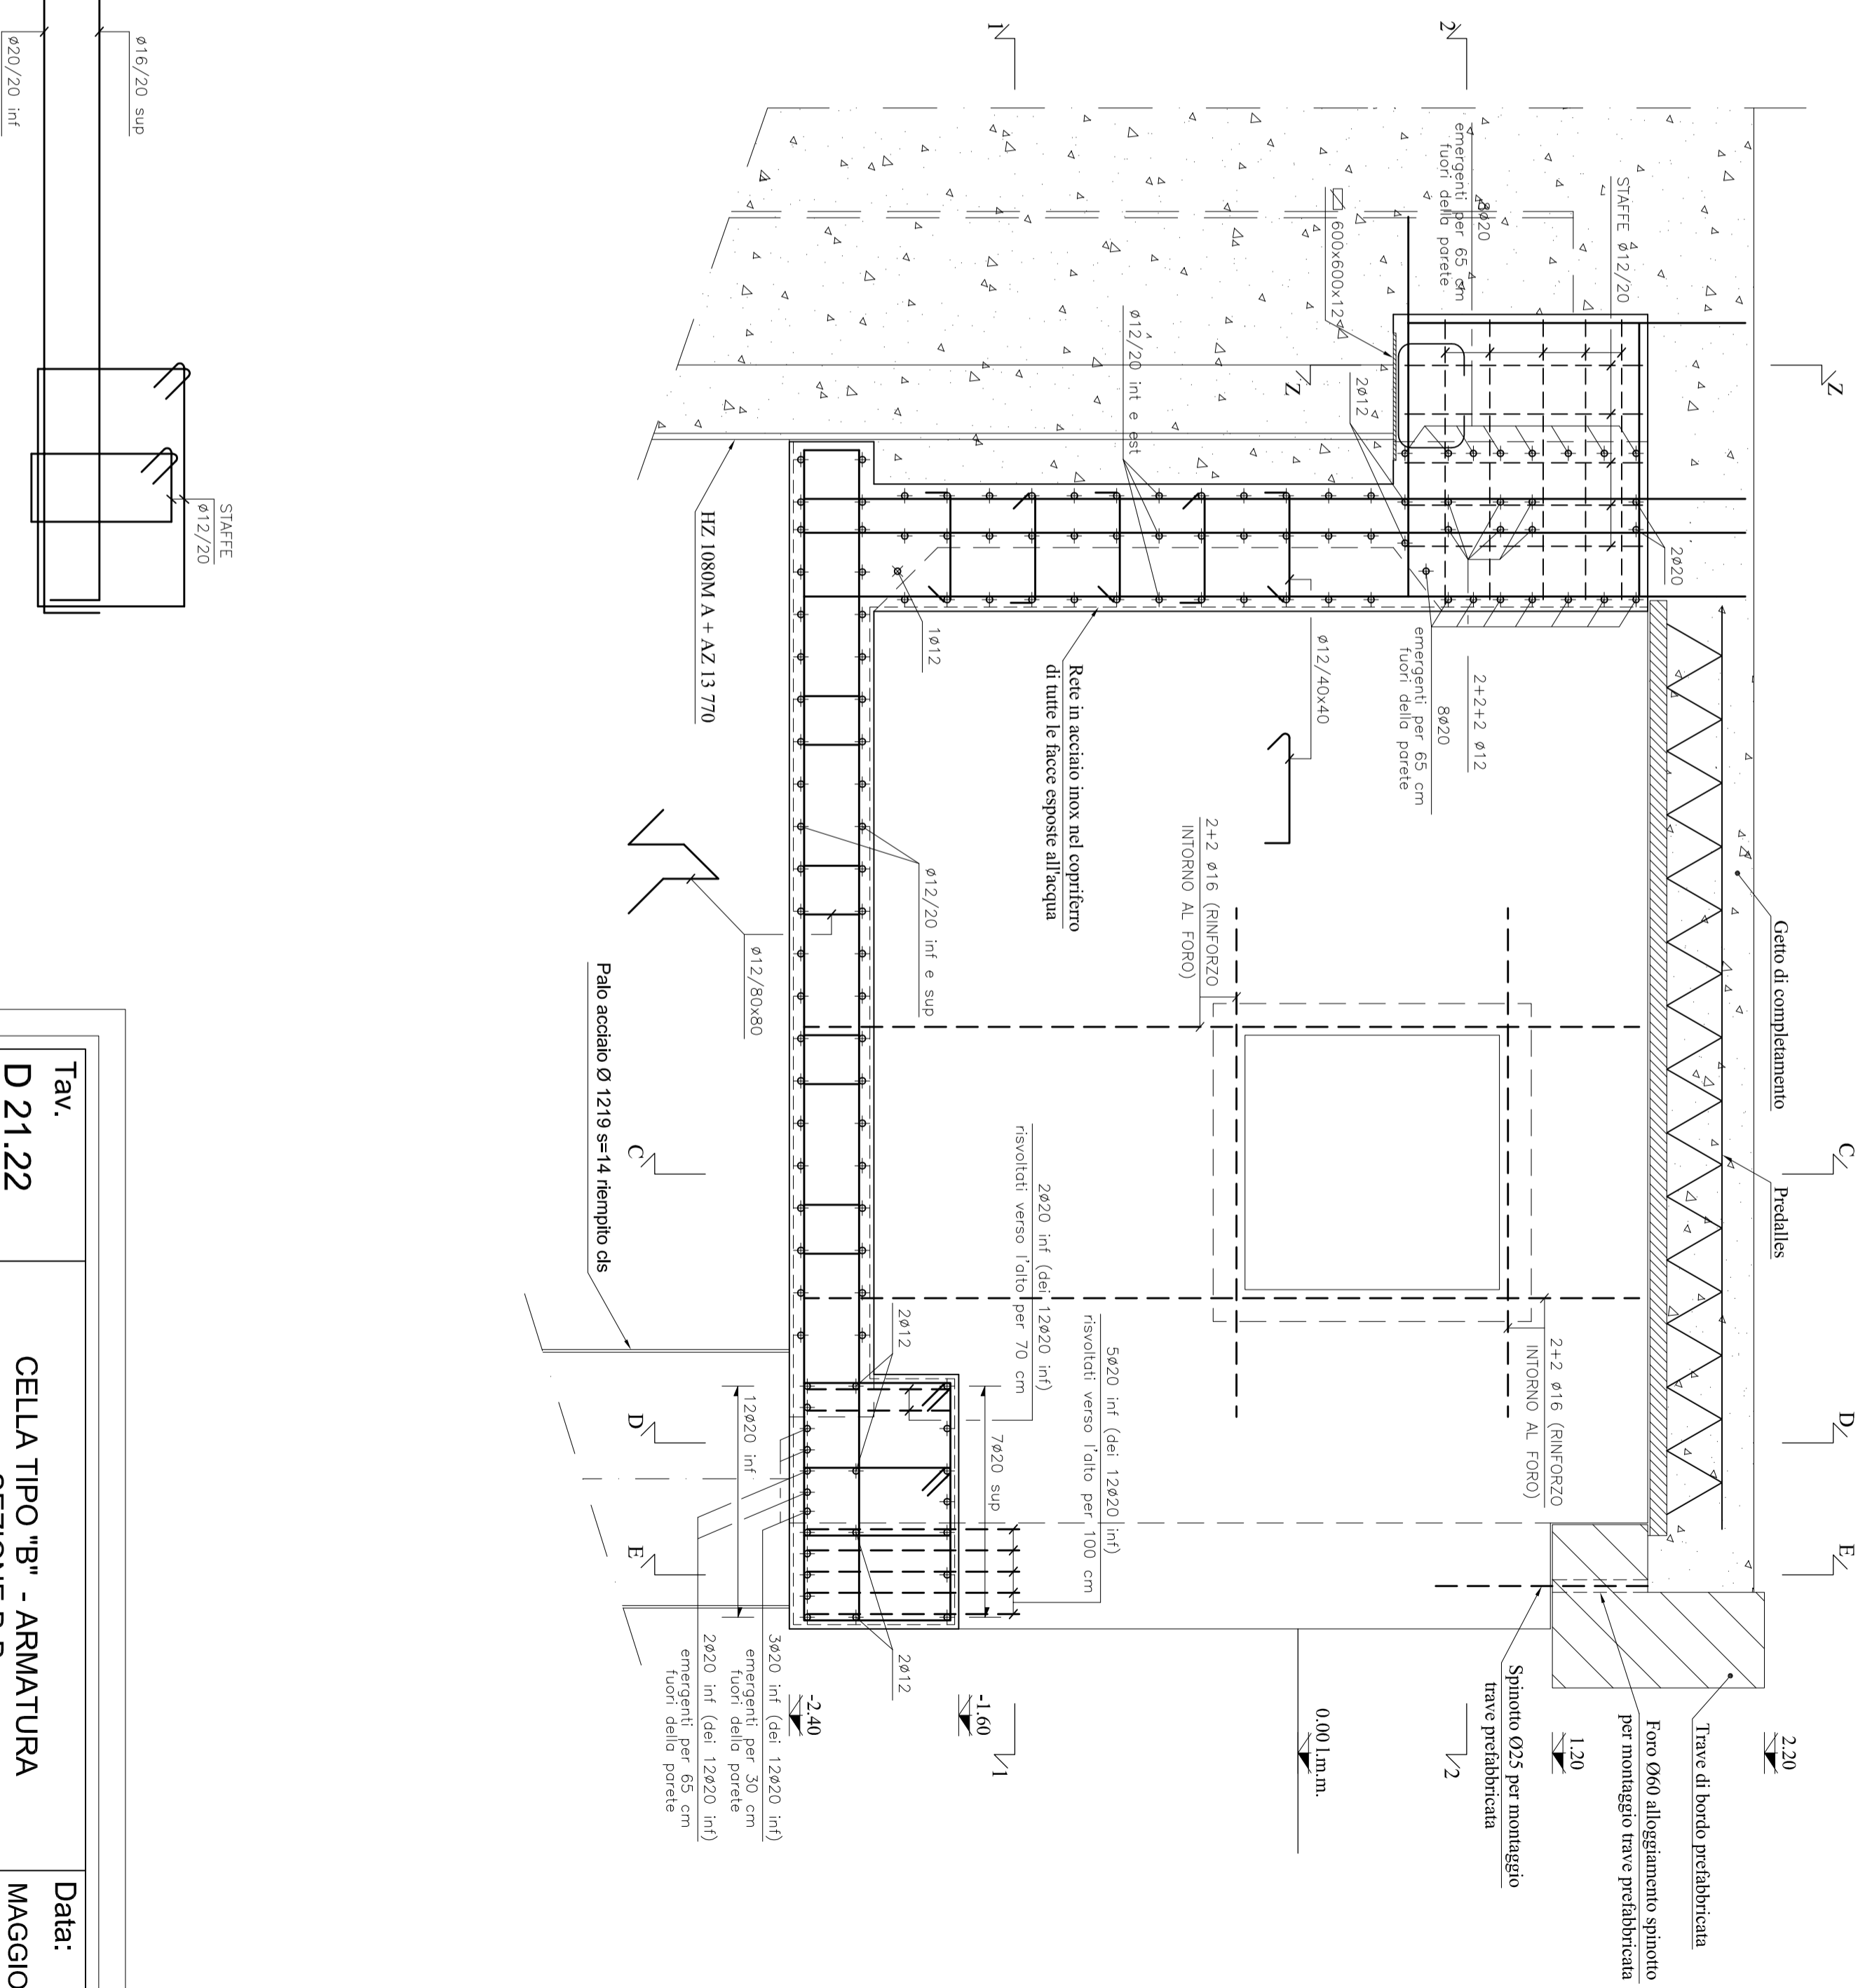 Z
C
D
E
Getto di completamento
Predalles
2.20
Trave di bordo prefabbricata
Foro Ø60 alloggiamento spinotto
per montaggio trave prefabbricata
1.20
Spinotto Ø25 per montaggio
trave prefabbricata
STAFFE ø12/20
8ø20
emergenti per 65 cm
fuori della parete
2
2
600x600x12
2ø20
2+2+2 ø12
8ø20
emergenti per 65 cm
fuori della parete
2ø12
Z
2+2 ø16 (RINFORZO
INTORNO AL FORO)
ø12/40x40
0.00 l.m.m.
2+2 ø16 (RINFORZO
INTORNO AL FORO)
ø12/20 int e est
Rete in acciaio inox nel copriferro
di tutte le facce esposte all'acqua
5ø20 inf (dei 12ø20 inf)
risvoltati verso l'alto per 100 cm
2ø20 inf (dei 12ø20 inf)
risvoltati verso l'alto per 70 cm
1
1
7ø20 sup
-1.60
1ø12
ø12/20 inf e sup
2ø12
2ø12
-2.40
ø12/80x80
12ø20 inf
3ø20 inf (dei 12ø20 inf)
emergenti per 30 cm
fuori della parete
2ø20 inf (dei 12ø20 inf)
emergenti per 65 cm
fuori della parete
HZ 1080M A + AZ 13 770
C
D
E
Palo acciaio Ø 1219 s=14 riempito cls
STAFFE
ø12/20
ø16/20 sup
ø20/20 inf
Tav.
D 21.22
CELLA TIPO "B" - ARMATURA
Data:
MAGGIO